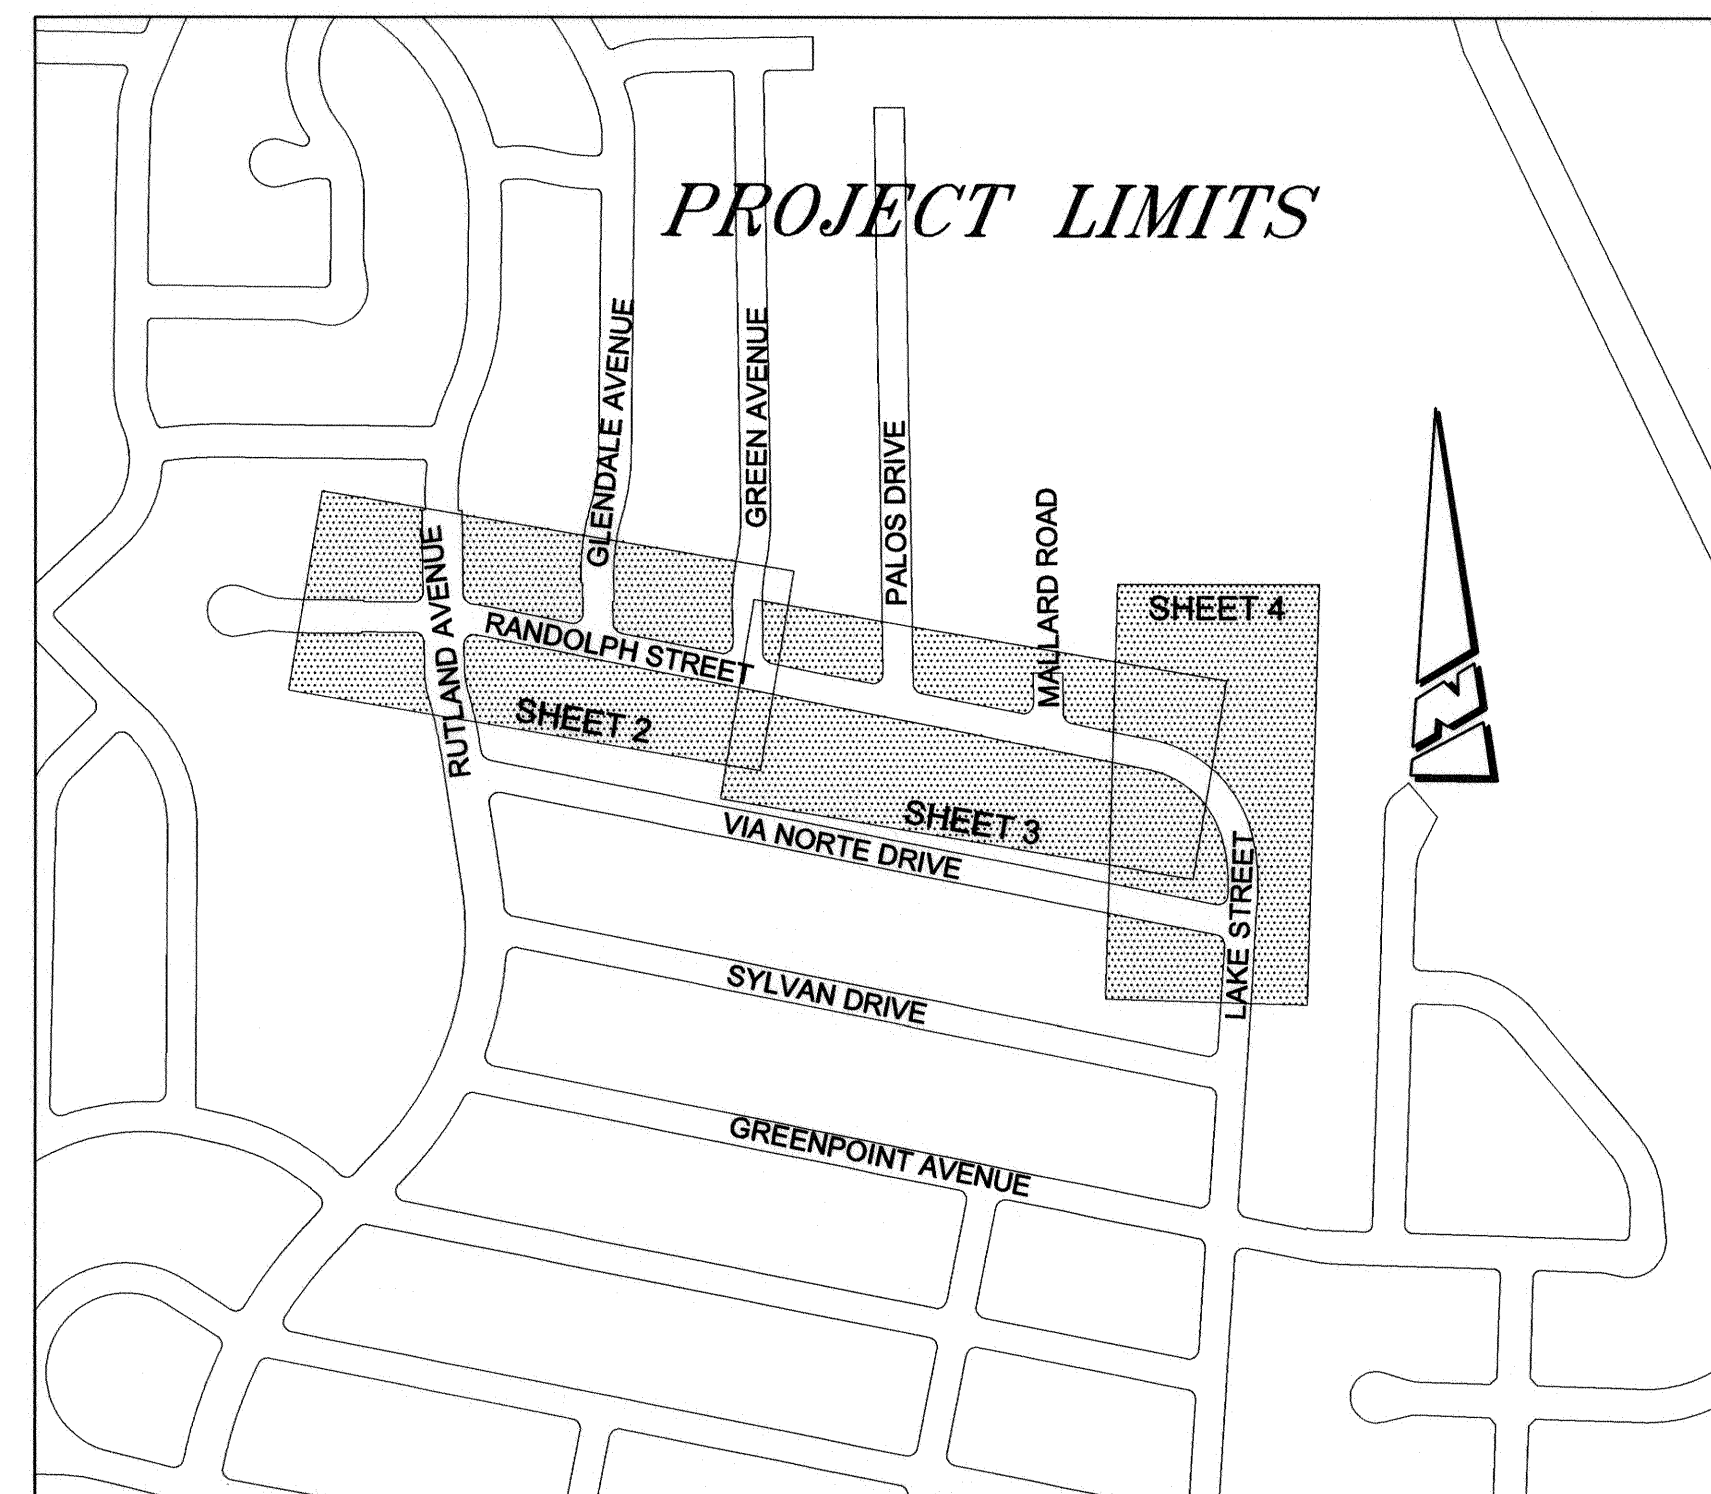 PROJECT LIMITS
GLENDALE AVENUE
GREEN AVENUE
PALOS DRIVE
MALLARD ROAD
SHEET 4
RUTLAND AVENUE
RANDOLPH STREET
SHEET 2
SHEET 3
VIA NORTE DRIVE
LAKE STREET
SYLVAN DRIVE
GREENPOINT AVENUE
N